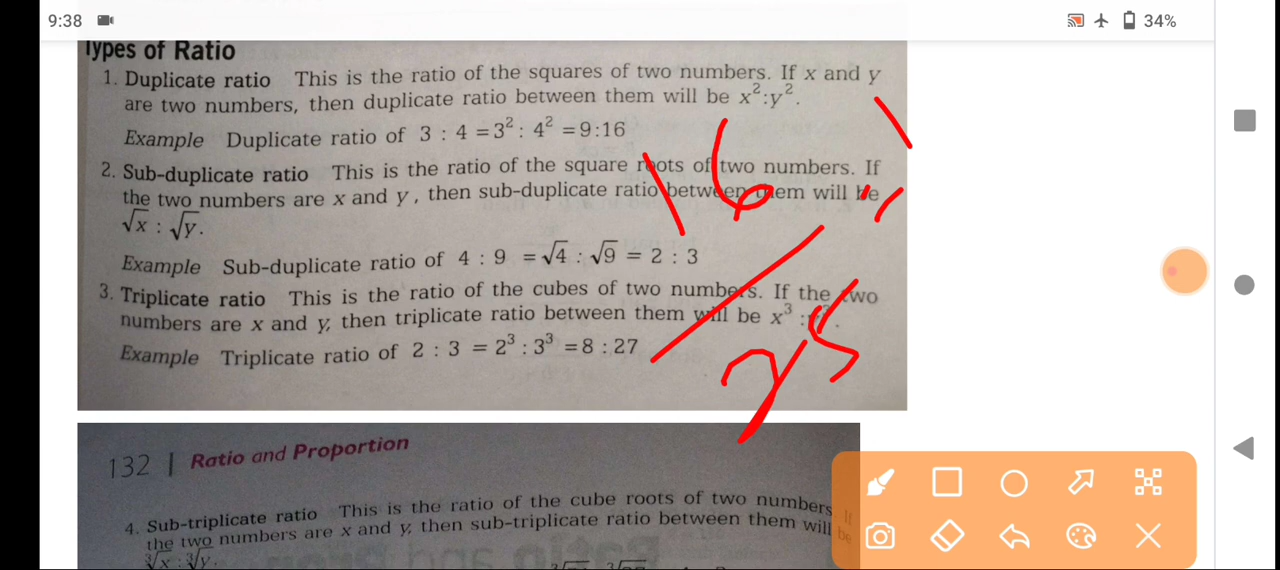 9:38 34%
Types of Ratio
1. Duplicate ratio This is the ratio of the squares of two numbers. If x and y
are two numbers, then duplicate ratio between them will be x²:y².
Example Duplicate ratio of 3 : 4 = 3² : 4² = 9:16
2. Sub-duplicate ratio This is the ratio of the square roots of two numbers. If
the two numbers are x and y, then sub-duplicate ratio between them will be
√x : √y.
Example Sub-duplicate ratio of 4 : 9 = √4 : √9 = 2 : 3
3. Triplicate ratio This is the ratio of the cubes of two numbers. If the two
numbers are x and y, then triplicate ratio between them will be x³ :
Example Triplicate ratio of 2 : 3 = 2³ : 3³ = 8 : 27
16
25
132 | Ratio and Proportion
4. Sub-triplicate ratio This is the ratio of the cube roots of two numbers. If
the two numbers are x and y, then sub-triplicate ratio between them will be
∛x : ∛y.